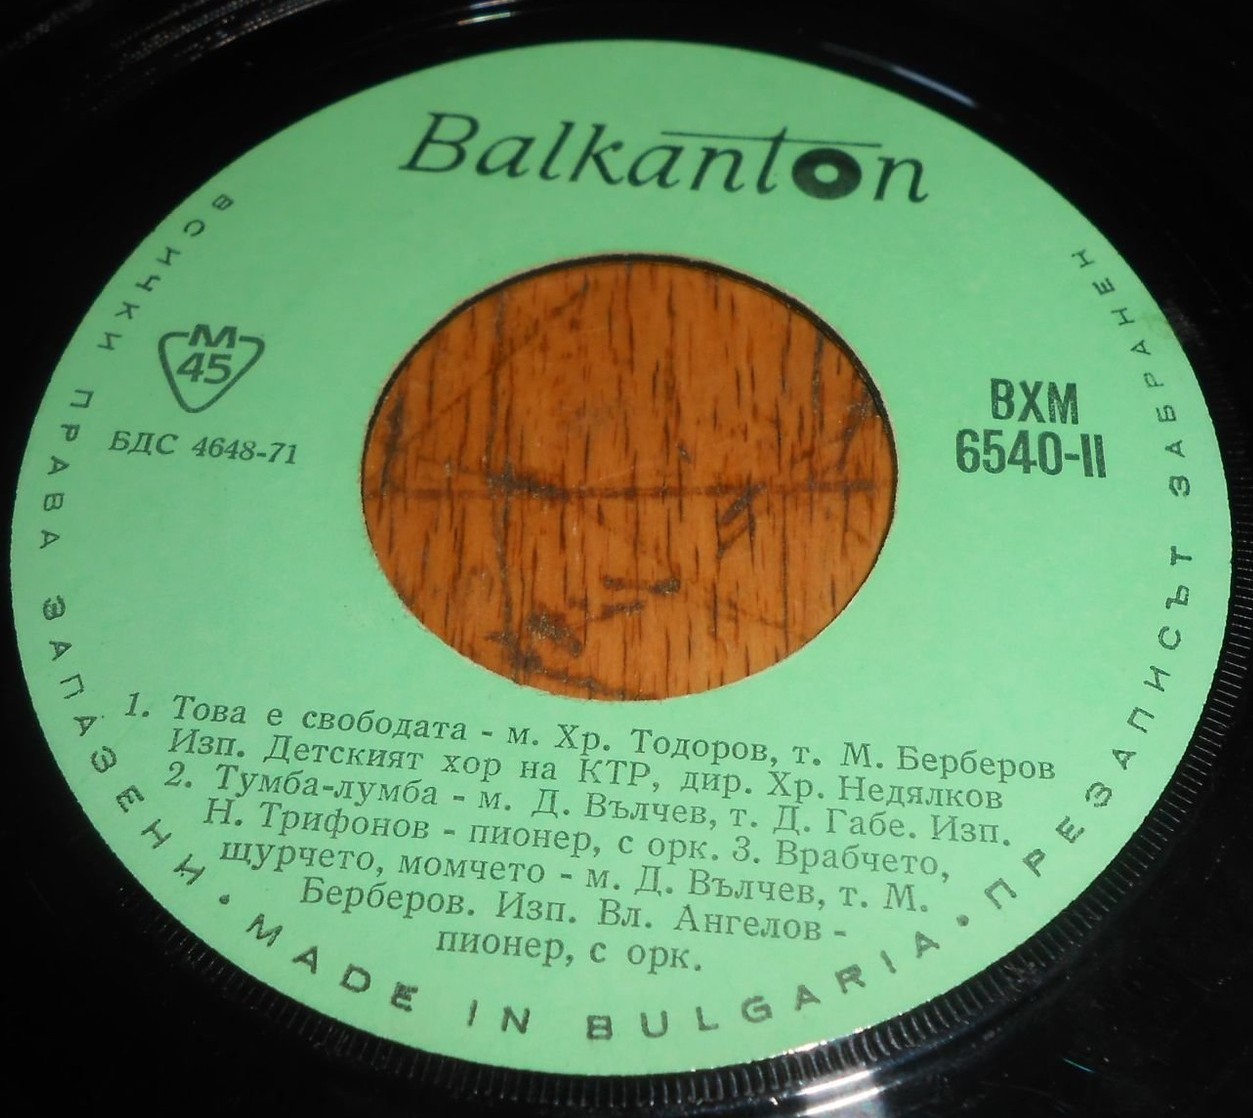 Balkanton
М
45
БДС 4648-71
ВХМ
6540-II
1. Това е свободата - м. Хр. Тодоров, т. М. Берберов
Изп. Детският хор на КТР, дир. Хр. Недялков
2. Тумба-лумба - м. Д. Вълчев, т. Д. Габе. Изп.
Н. Трифонов - пионер, с орк. 3. Врабчето,
щурчето, момчето - м. Д. Вълчев, т. М.
Берберов. Изп. Вл. Ангелов -
пионер, с орк.
ВСИЧКИ ПРАВА ЗАПАЗЕНИ • MADE IN BULGARIA • ПРЕЗАПИСЪТ ЗАБРАНЕН